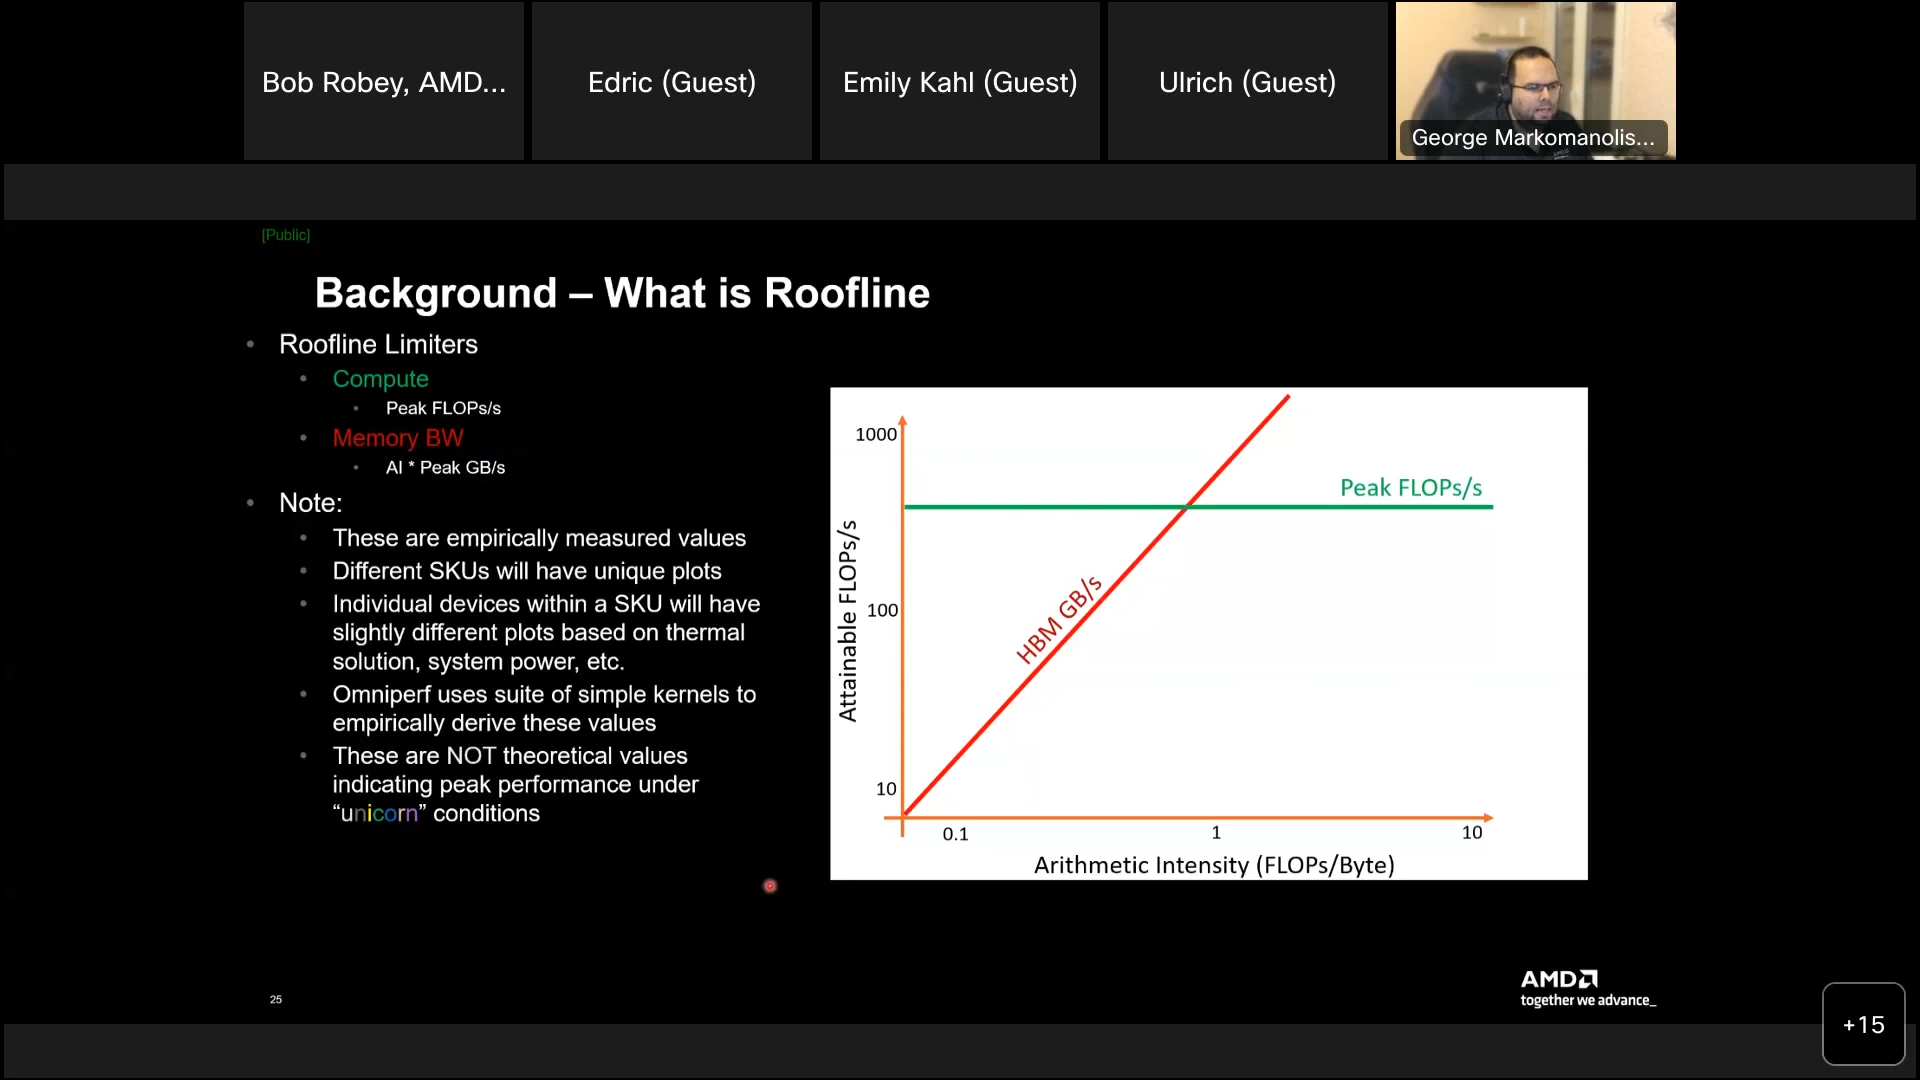 Bob Robey, AMD...
Edric (Guest)
Emily Kahl (Guest)
Ulrich (Guest)
George Markomanolis...
[Public]
Background – What is Roofline
• Roofline Limiters
• Compute
• Peak FLOPs/s
• Memory BW
• AI * Peak GB/s
• Note:
• These are empirically measured values
• Different SKUs will have unique plots
• Individual devices within a SKU will have
slightly different plots based on thermal
solution, system power, etc.
• Omniperf uses suite of simple kernels to
empirically derive these values
• These are NOT theoretical values
indicating peak performance under
“unicorn” conditions
Attainable FLOPs/s
1000
100
10
Peak FLOPs/s
HBM GB/s
0.1
1
10
Arithmetic Intensity (FLOPs/Byte)
25
AMD
together we advance_
+15